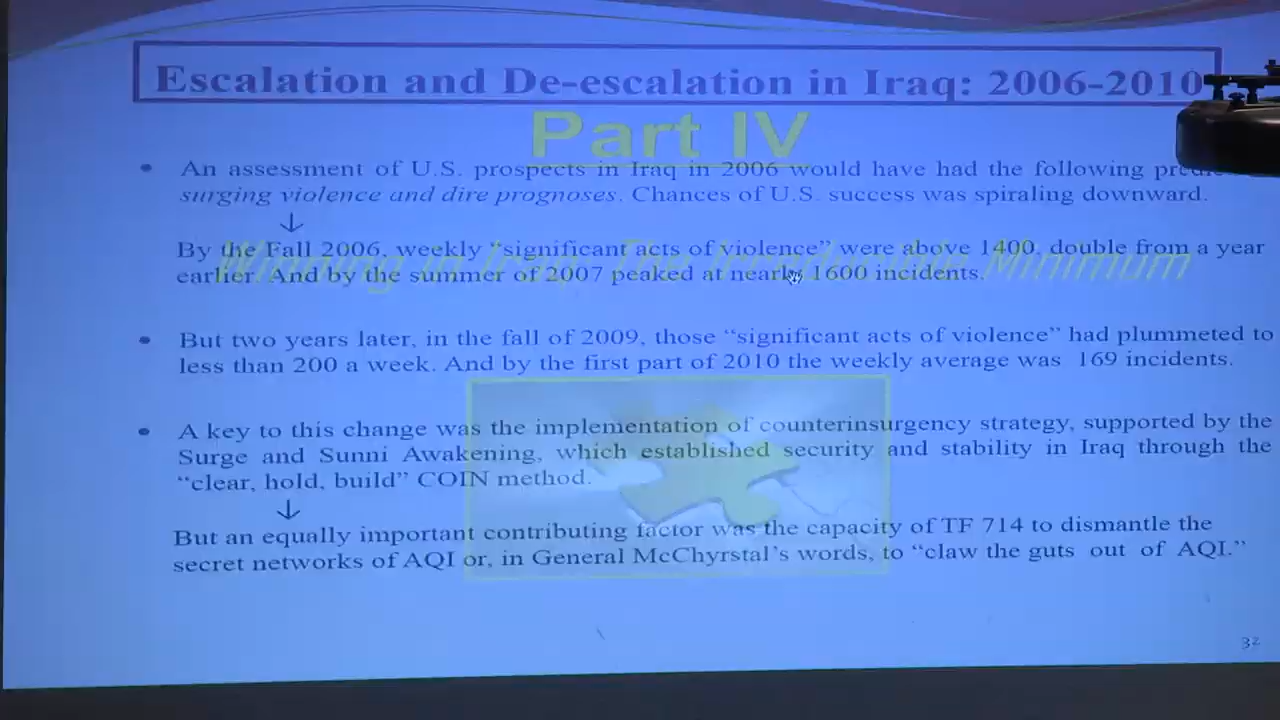 Escalation and De-escalation in Iraq: 2006-2010
Part IV
• An assessment of U.S. prospects in Iraq in 2006 would have had the following
surging violence and dire prognoses. Chances of U.S. success was spiraling downward.
↓
By the Fall 2006, weekly “significant acts of violence” were above 1400, double from a year
Winning in Iraq: The Irreducible Minimum
earlier. And by the summer of 2007 peaked at nearly 1600 incidents.
• But two years later, in the fall of 2009, those “significant acts of violence” had plummeted to
less than 200 a week. And by the first part of 2010 the weekly average was 169 incidents.
• A key to this change was the implementation of counterinsurgency strategy, supported by the
Surge and Sunni Awakening, which established security and stability in Iraq through the
“clear, hold, build” COIN method.
↓
But an equally important contributing factor was the capacity of TF 714 to dismantle the
secret networks of AQI or, in General McChyrstal’s words, to “claw the guts out of AQI.”
32